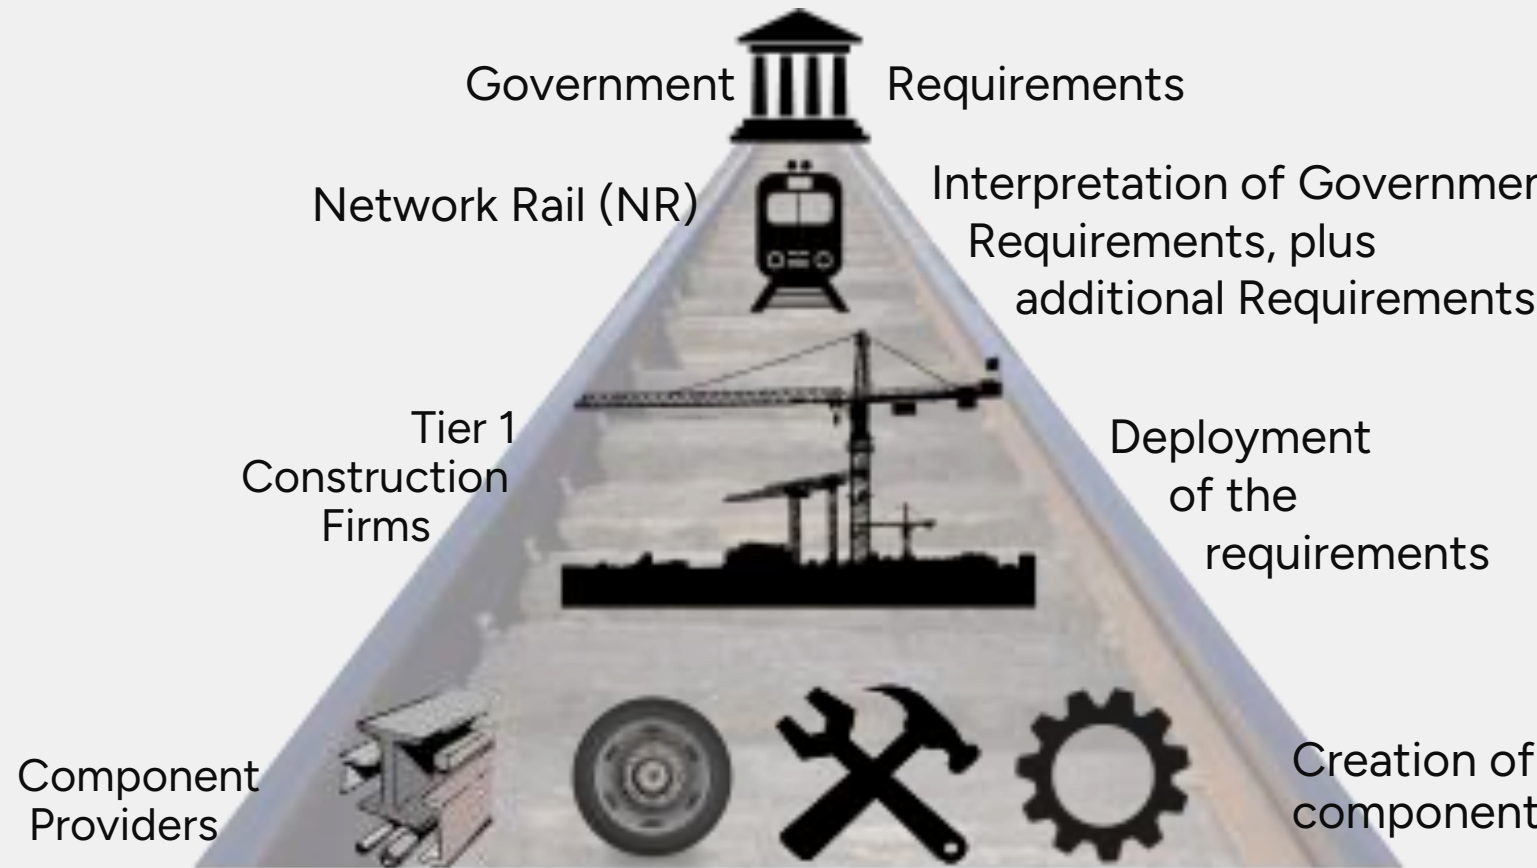 Government
Requirements
Network Rail (NR)
Interpretation of Governmen
Requirements, plus
additional Requirements
Tier 1
Construction
Firms
Deployment
of the
requirements
Component
Providers
Creation of
component